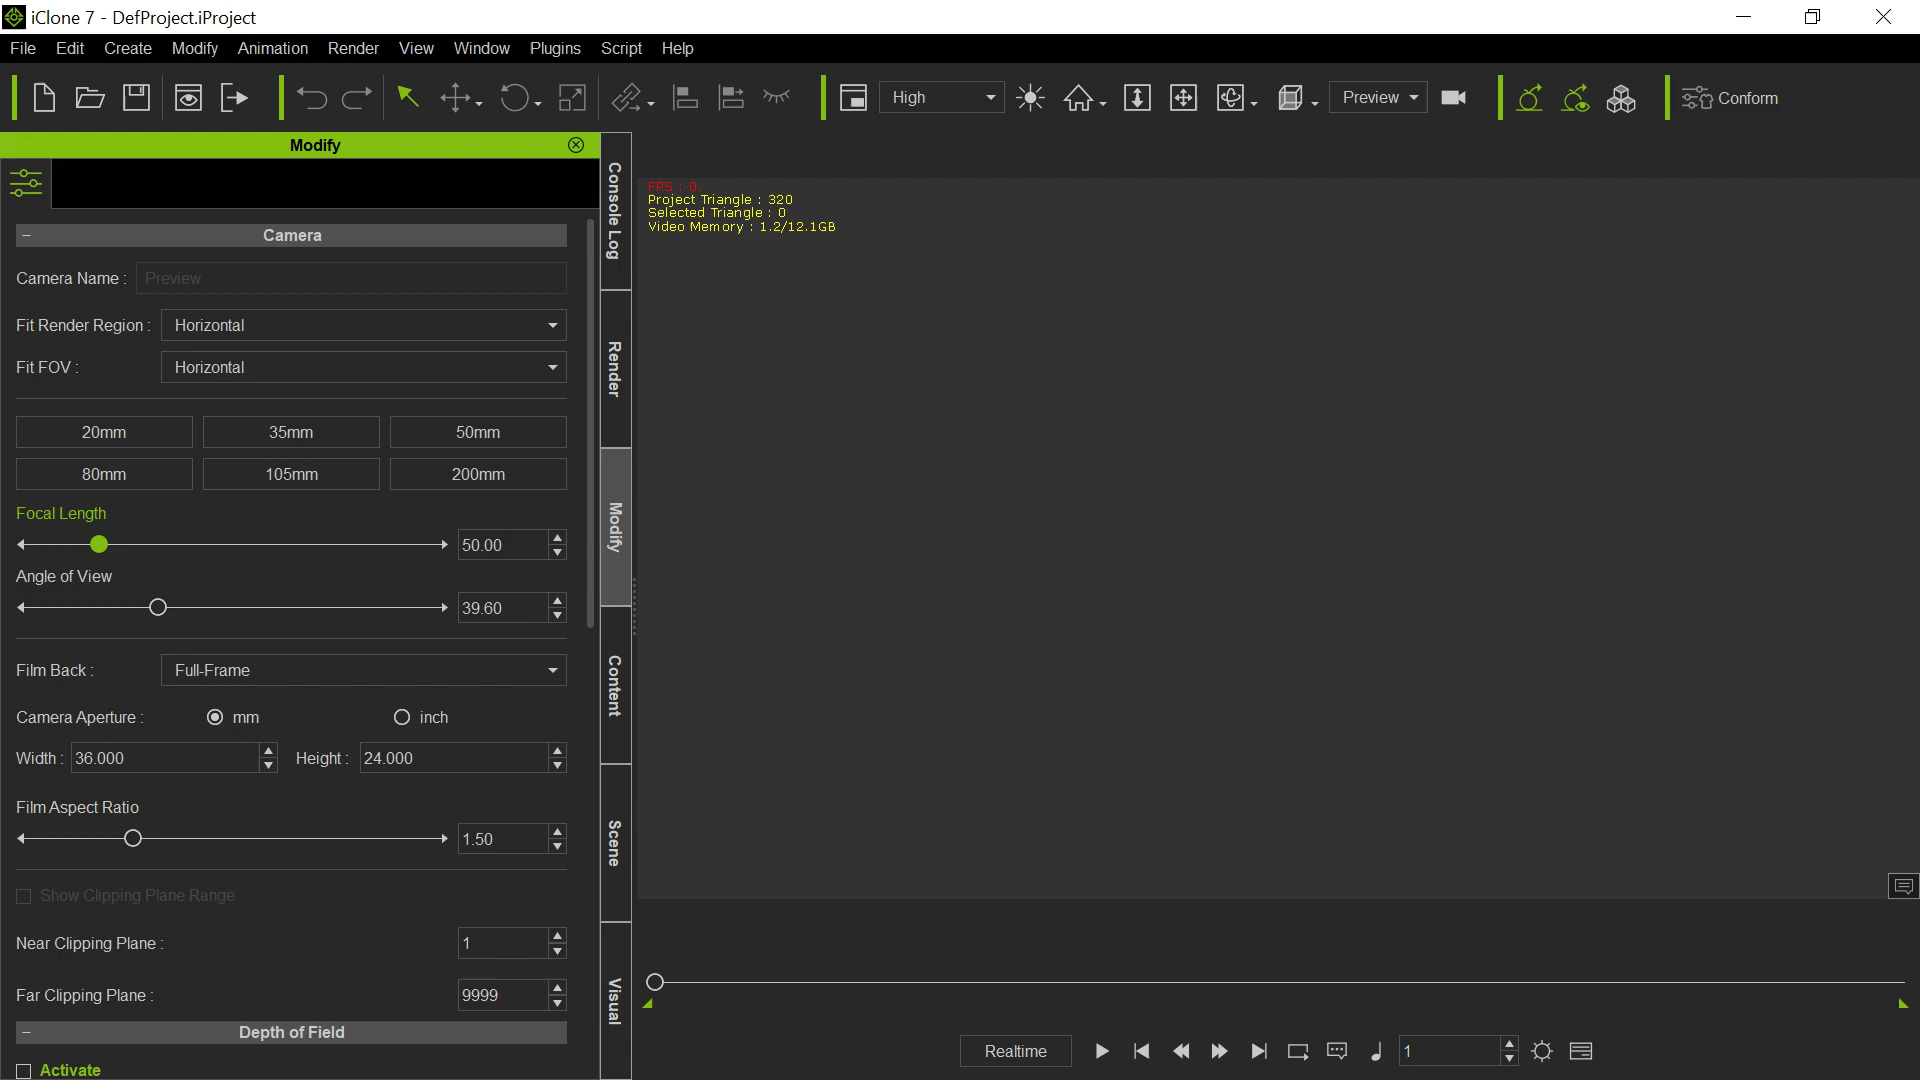 iClone 7 - DefProject.iProject
File Edit Create Modify Animation Render View Window Plugins Script Help
High Preview Conform
Modify
Camera
Camera Name : Preview
Fit Render Region : Horizontal
Fit FOV : Horizontal
20mm 35mm 50mm
80mm 105mm 200mm
Focal Length
50.00
Angle of View
39.60
Film Back : Full-Frame
Camera Aperture : mm inch
Width : 36.000 Height : 24.000
Film Aspect Ratio
1.50
Show Clipping Plane Range
Near Clipping Plane : 1
Far Clipping Plane : 9999
Depth of Field
Activate
Console Log
Render
Modify
Content
Scene
Visual
FPS : 0.
Project Triangle : 320
Selected Triangle : 0
Video Memory : 1.2/12.1GB
Realtime 1